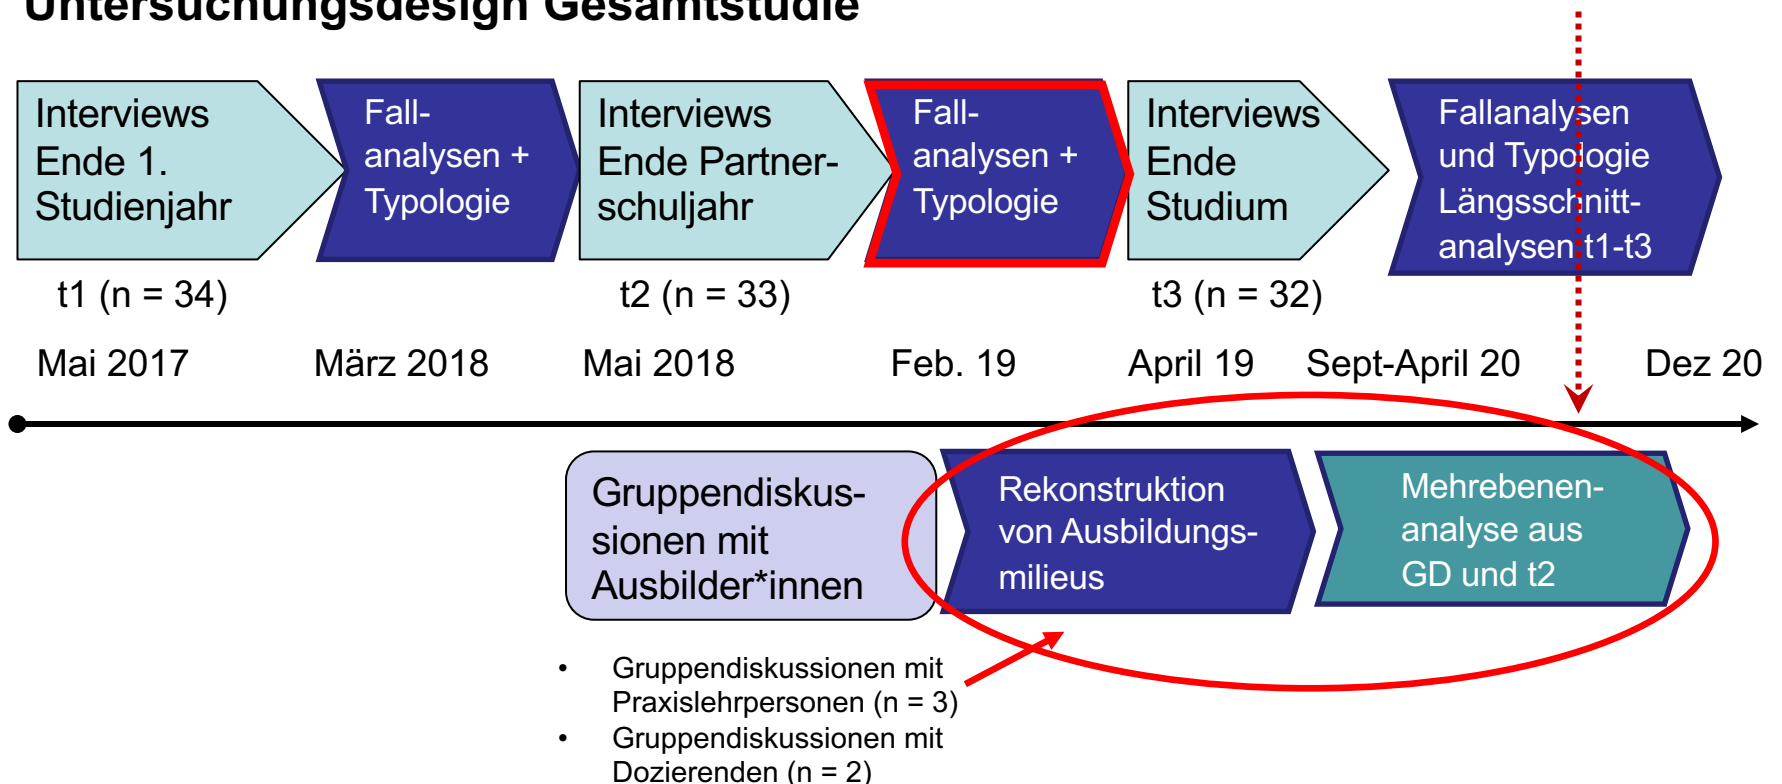 Untersuchungsdesign Gesamtstudie
Interviews
Ende 1.
Studienjahr
Fall-
analysen +
Typologie
Interviews
Ende Partner-
schuljahr
Fall-
analysen +
Typologie
Interviews
Ende
Studium
Fallanalysen
und Typologie
Längsschnitt-
analysen t1-t3
t1 (n = 34)
t2 (n = 33)
t3 (n = 32)
Mai 2017
März 2018
Mai 2018
Feb. 19
April 19
Sept-April 20
Dez 20
Gruppendiskus-
sionen mit
Ausbilder*innen
Rekonstruktion
von Ausbildungs-
milieus
Mehrebenen-
analyse aus
GD und t2
• Gruppendiskussionen mit
Praxislehrpersonen (n = 3)
• Gruppendiskussionen mit
Dozierenden (n = 2)